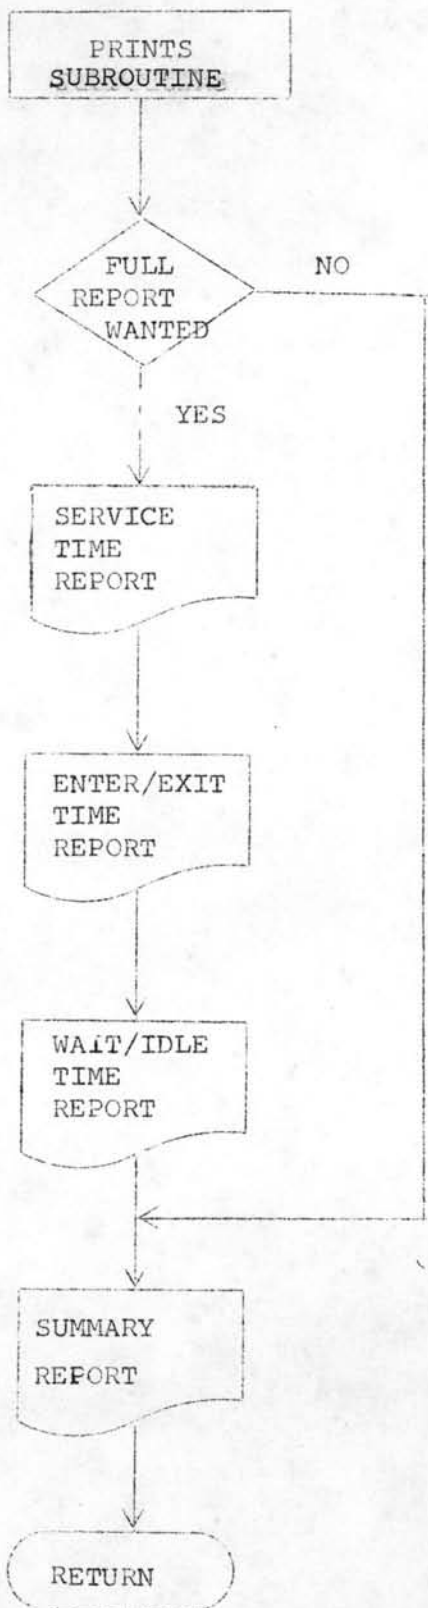 PRINTS
SUBROUTINE
FULL
REPORT
WANTED
NO
YES
SERVICE
TIME
REPORT
ENTER/EXIT
TIME
REPORT
WAIT/IDLE
TIME
REPORT
SUMMARY
REPORT
RETURN